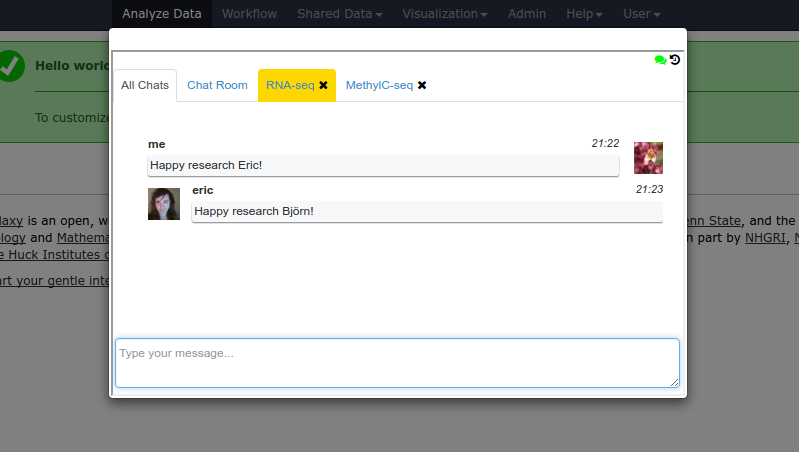 Analyze Data Workflow Shared Data Visualization Admin Help User
Hello worl
To customize
All Chats Chat Room RNA-seq MethylC-seq
me 21:22
Happy research Eric!
eric 21:23
Happy research Björn!
laxy is an open, w enn State, and the
ology and Mathema n part by NHGRI, N
e Huck Institutes o
art your gentle inte
Type your message...